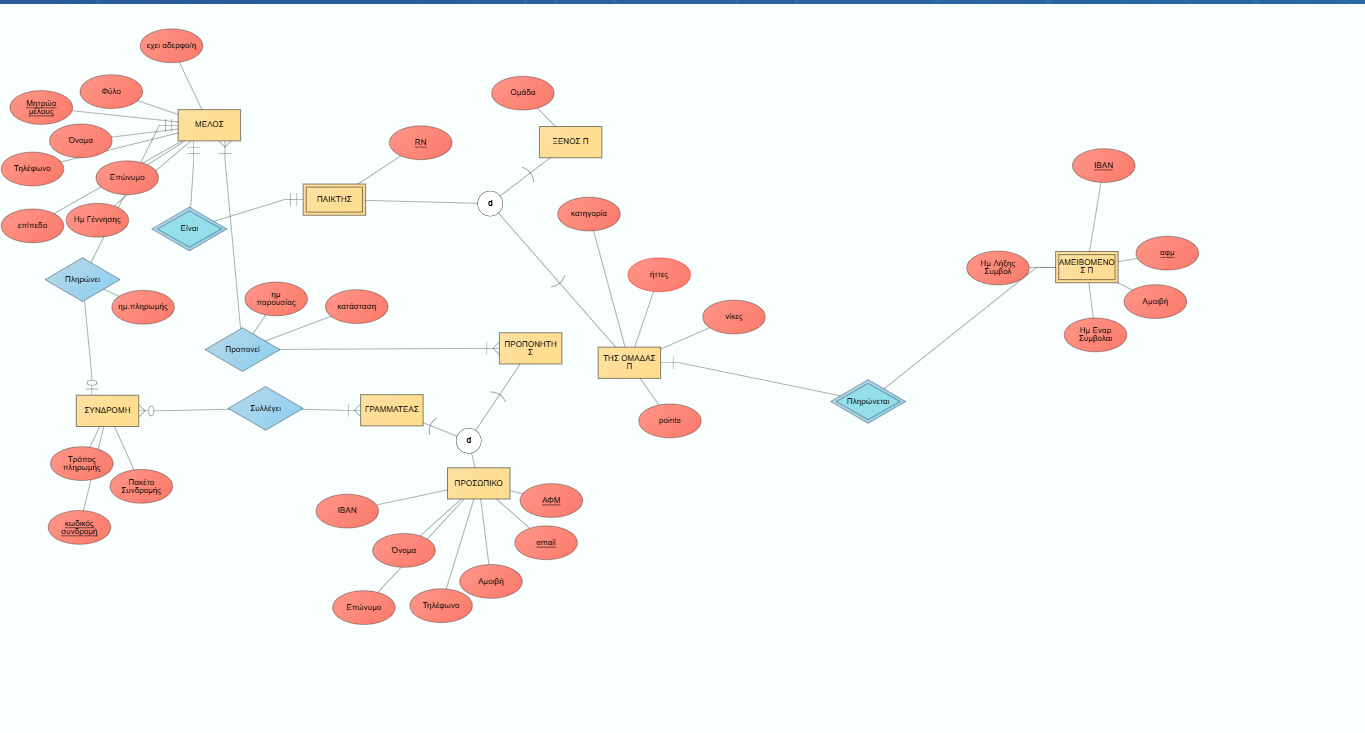 εχει αδερφο/η
Φύλο
Μητρώο
μέλους
ΜΕΛΟΣ
Όνομα
Τηλέφωνο
Επώνυμο
επίπεδο
Ημ Γέννησης
Είναι
Πληρώνει
ημ.πληρωμής
ΠΑΙΚΤΗΣ
RN
Ομάδα
ΞΕΝΟΣ Π
d
κατηγορία
ήττες
νίκες
ΤΗΣ ΟΜΑΔΑΣ
Π
points
ημ
παρουσίας
κατάσταση
Προπονεί
ΠΡΟΠΟΝΗΤΗ
Σ
ΣΥΝΔΡΟΜΗ
Συλλέγει
ΓΡΑΜΜΑΤΕΑΣ
d
Τρόπος
πληρωμής
Πακέτο
Συνδρομής
κωδικός
συνδρομή
ΠΡΟΣΩΠΙΚΟ
IBAN
ΑΦΜ
email
Όνομα
Αμοιβή
Επώνυμο
Τηλέφωνο
Πληρώνεται
IBAN
Ημ Λήξης
Συμβολ
ΑΜΕΙΒΟΜΕΝΟ
Σ Π
αφμ
Αμοιβή
Ημ Εναρ
Συμβολαι